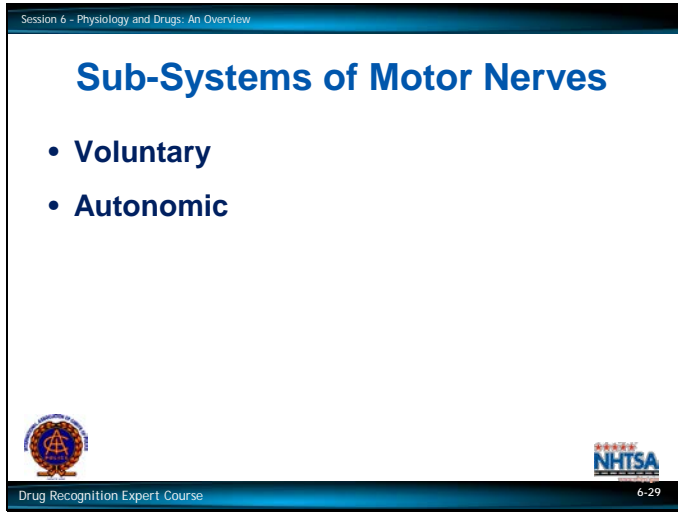 Session 6 - Physiology and Drugs: An Overview
Sub-Systems of Motor Nerves
• Voluntary
• Autonomic
NHTSA
Drug Recognition Expert Course
6-29